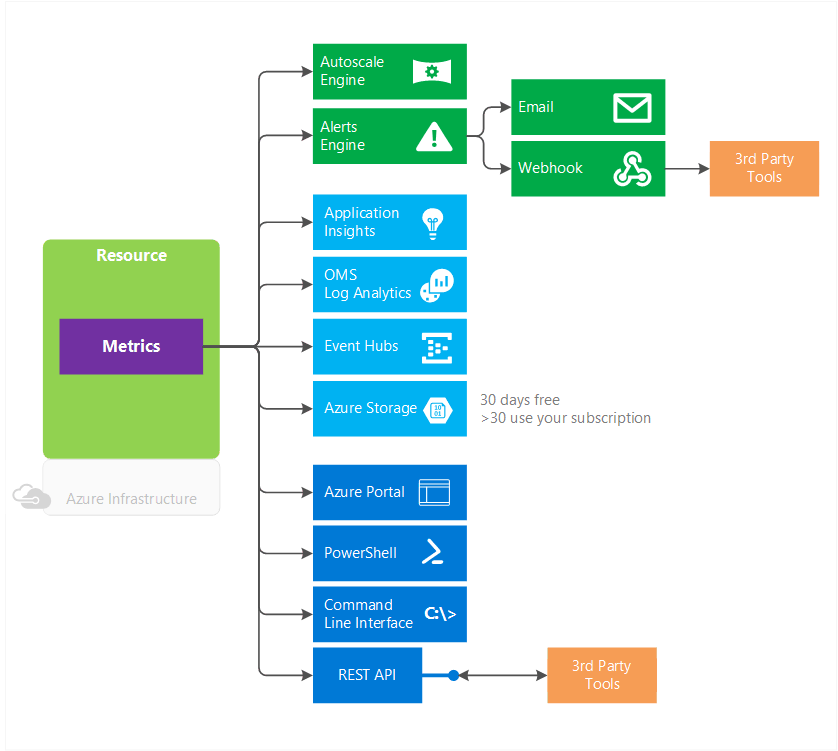 Autoscale
Engine
Alerts
Engine
Email
Webhook
3rd Party
Tools
Application
Insights
Resource
OMS
Log Analytics
Metrics
Event Hubs
Azure Storage
10
01
30 days free
>30 use your subscription
Azure Infrastructure
Azure Portal
PowerShell
Command
Line Interface
C:\>
REST API
3rd Party
Tools